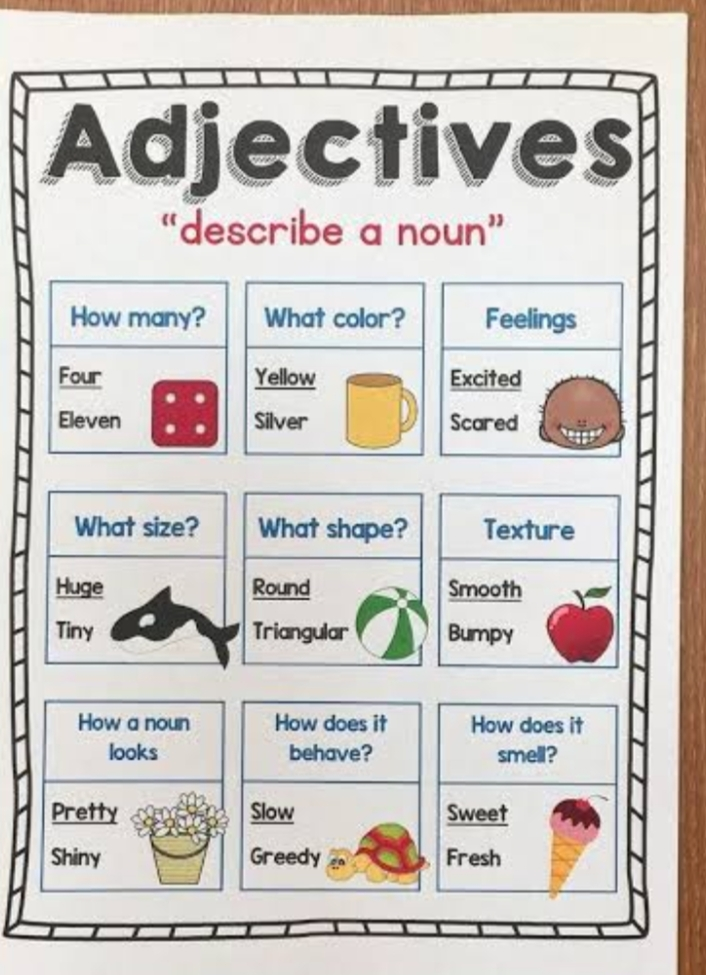 Adjectives
“describe a noun”
How many?
Four
Eleven
What color?
Yellow
Silver
Feelings
Excited
Scared
What size?
Huge
Tiny
What shape?
Round
Triangular
Texture
Smooth
Bumpy
How a noun
looks
Pretty
Shiny
How does it
behave?
Slow
Greedy
How does it
smell?
Sweet
Fresh